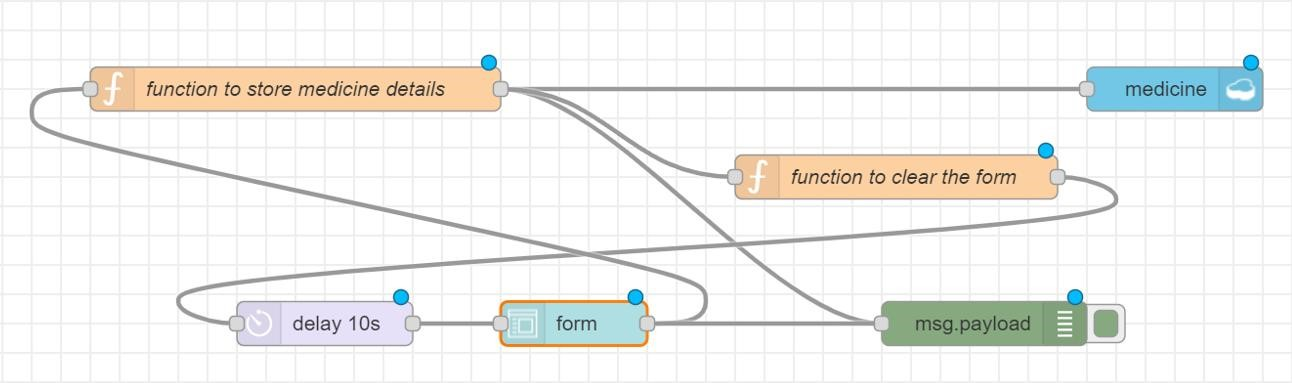 function to store medicine details
medicine
function to clear the form
delay 10s
form
msg.payload